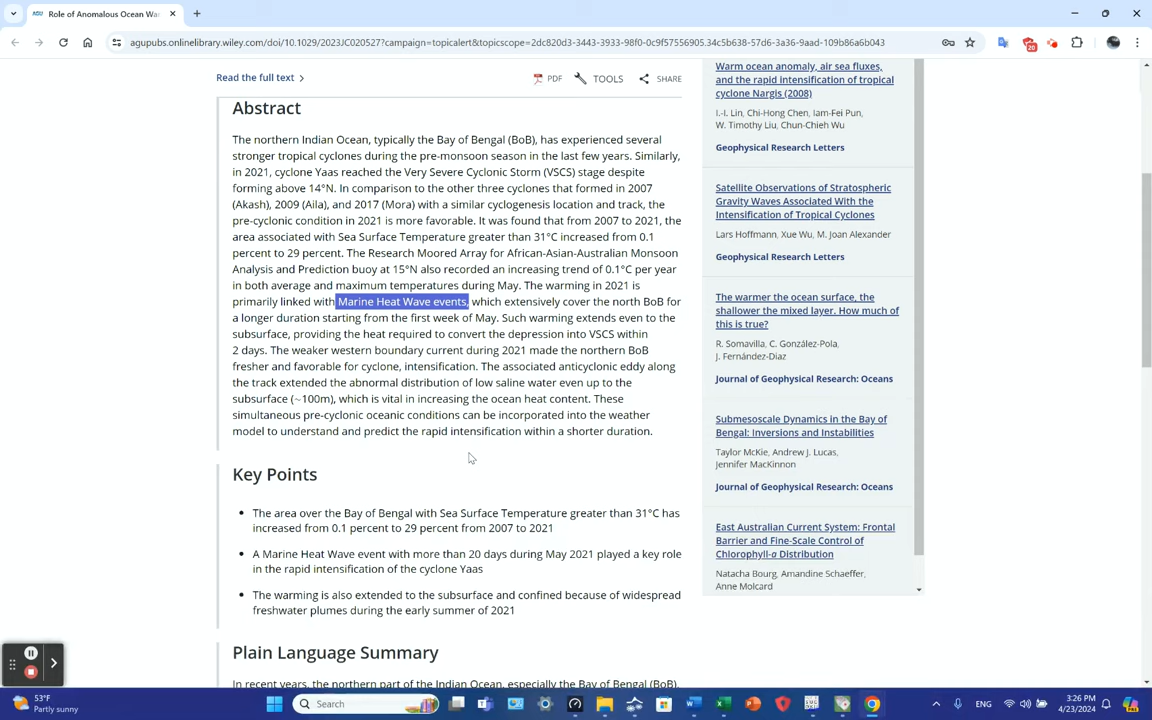 Role of Anomalous Ocean War
agupubs.onlinelibrary.wiley.com/doi/10.1029/2023JC020527?campaign=topicalert&topicscope=2dc820d3-3443-3933-98f0-0c9f57556905.34c5b638-57d6-3a36-9aad-109b86a6b043
20
Read the full text
PDF
TOOLS
SHARE
Abstract
The northern Indian Ocean, typically the Bay of Bengal (BoB), has experienced several
stronger tropical cyclones during the pre-monsoon season in the last few years. Similarly,
in 2021, cyclone Yaas reached the Very Severe Cyclonic Storm (VSCS) stage despite
forming above 14°N. In comparison to the other three cyclones that formed in 2007
(Akash), 2009 (Aila), and 2017 (Mora) with a similar cyclogenesis location and track, the
pre-cyclonic condition in 2021 is more favorable. It was found that from 2007 to 2021, the
area associated with Sea Surface Temperature greater than 31°C increased from 0.1
percent to 29 percent. The Research Moored Array for African-Asian-Australian Monsoon
Analysis and Prediction buoy at 15°N also recorded an increasing trend of 0.1°C per year
in both average and maximum temperatures during May. The warming in 2021 is
primarily linked with Marine Heat Wave events, which extensively cover the north BoB for
a longer duration starting from the first week of May. Such warming extends even to the
subsurface, providing the heat required to convert the depression into VSCS within
2 days. The weaker western boundary current during 2021 made the northern BoB
fresher and favorable for cyclone, intensification. The associated anticyclonic eddy along
the track extended the abnormal distribution of low saline water even up to the
subsurface (~100m), which is vital in increasing the ocean heat content. These
simultaneous pre-cyclonic oceanic conditions can be incorporated into the weather
model to understand and predict the rapid intensification within a shorter duration.
Key Points
The area over the Bay of Bengal with Sea Surface Temperature greater than 31°C has
increased from 0.1 percent to 29 percent from 2007 to 2021
A Marine Heat Wave event with more than 20 days during May 2021 played a key role
in the rapid intensification of the cyclone Yaas
The warming is also extended to the subsurface and confined because of widespread
freshwater plumes during the early summer of 2021
Plain Language Summary
In recent years, the northern part of the Indian Ocean, especially the Bay of Bengal (BoB),
Warm ocean anomaly, air sea fluxes,
and the rapid intensification of tropical
cyclone Nargis (2008)
I.-I. Lin, Chi-Hong Chen, Iam-Fei Pun,
W. Timothy Liu, Chun-Chieh Wu
Geophysical Research Letters
Satellite Observations of Stratospheric
Gravity Waves Associated With the
Intensification of Tropical Cyclones
Lars Hoffmann, Xue Wu, M. Joan Alexander
Geophysical Research Letters
The warmer the ocean surface, the
shallower the mixed layer. How much of
this is true?
R. Somavilla, C. González-Pola,
J. Fernández-Diaz
Journal of Geophysical Research: Oceans
Submesoscale Dynamics in the Bay of
Bengal: Inversions and Instabilities
Taylor McKie, Andrew J. Lucas,
Jennifer MacKinnon
Journal of Geophysical Research: Oceans
East Australian Current System: Frontal
Barrier and Fine-Scale Control of
Chlorophyll-a Distribution
Natacha Bourg, Amandine Schaeffer,
Anne Molcard
53°F
Partly sunny
Search
ENG
3:26 PM
4/23/2024